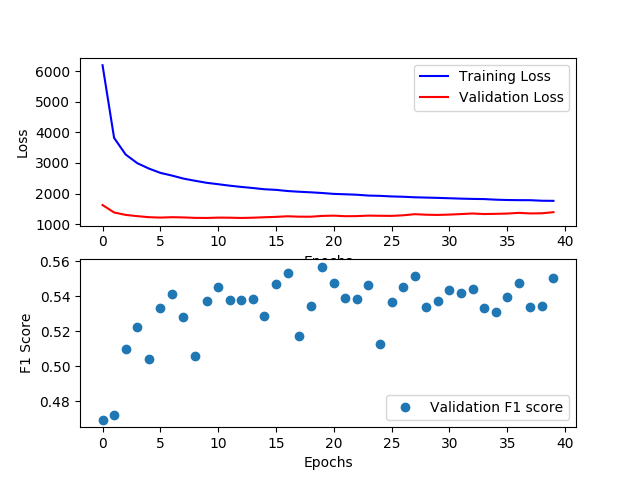 6000
5000
4000
3000
2000
1000
Loss
Training Loss
Validation Loss
0 5 10 15 20 25 30 35 40
Epochs
0.56
0.54
0.52
0.50
0.48
F1 Score
Validation F1 score
0 5 10 15 20 25 30 35 40
Epochs